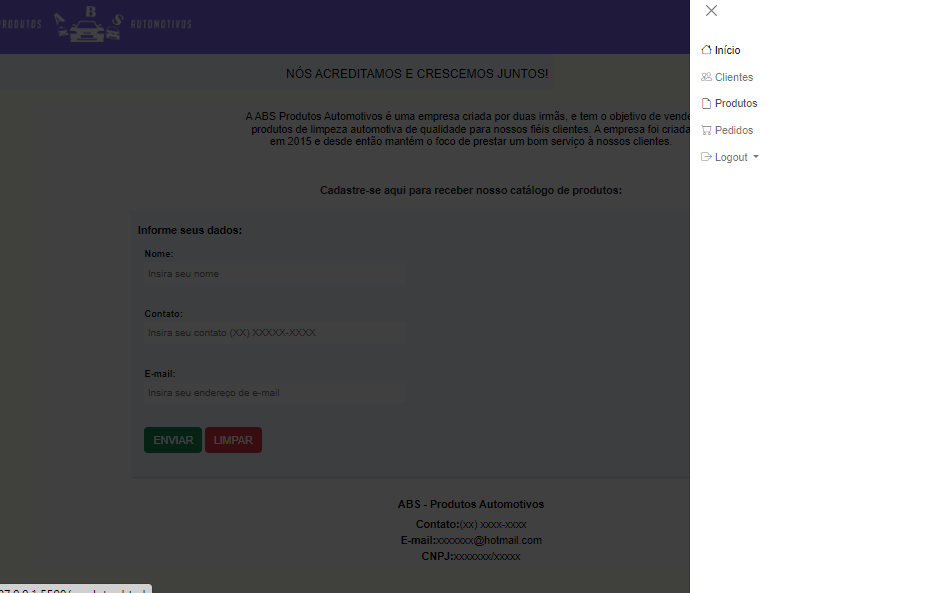 PRODUTOS ABS AUTOMOTIVOS
NÓS ACREDITAMOS E CRESCEMOS JUNTOS!
A ABS Produtos Automotivos é uma empresa criada por duas irmãs, e tem o objetivo de vende
produtos de limpeza automotiva de qualidade para nossos fiéis clientes. A empresa foi criada
em 2015 e desde então mantém o foco de prestar um bom serviço à nossos clientes.
Cadastre-se aqui para receber nosso catálogo de produtos:
Informe seus dados:
Nome:
Insira seu nome
Contato:
Insira seu contato (XX) XXXXX-XXXX
E-mail:
Insira seu endereço de e-mail
ENVIAR LIMPAR
ABS - Produtos Automotivos
Contato:(xx) xxxx-xxxx
E-mail:xxxxxxx@hotmail.com
CNPJ:xxxxxxx/xxxxx
Início
Clientes
Produtos
Pedidos
Logout